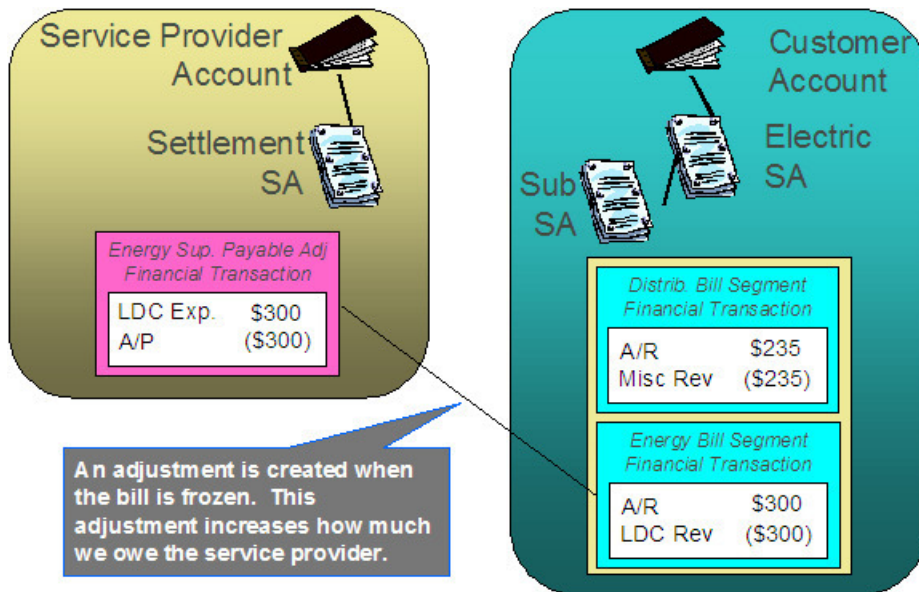 Service Provider
Account
Settlement
SA
Energy Sup. Payable Adj
Financial Transaction
LDC Exp. $300
A/P ($300)
An adjustment is created when
the bill is frozen. This
adjustment increases how much
we owe the service provider.
Customer
Account
Electric
SA
Sub
SA
Distrib. Bill Segment
Financial Transaction
A/R $235
Misc Rev ($235)
Energy Bill Segment
Financial Transaction
A/R $300
LDC Rev ($300)